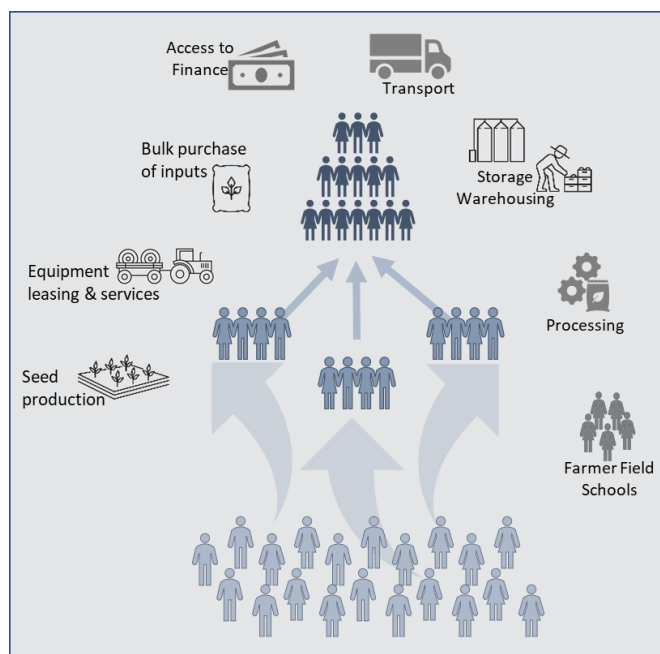 Access to
Finance
Transport
Bulk purchase
of inputs
Storage
Warehousing
Equipment
leasing & services
Processing
Seed
production
Farmer Field
Schools